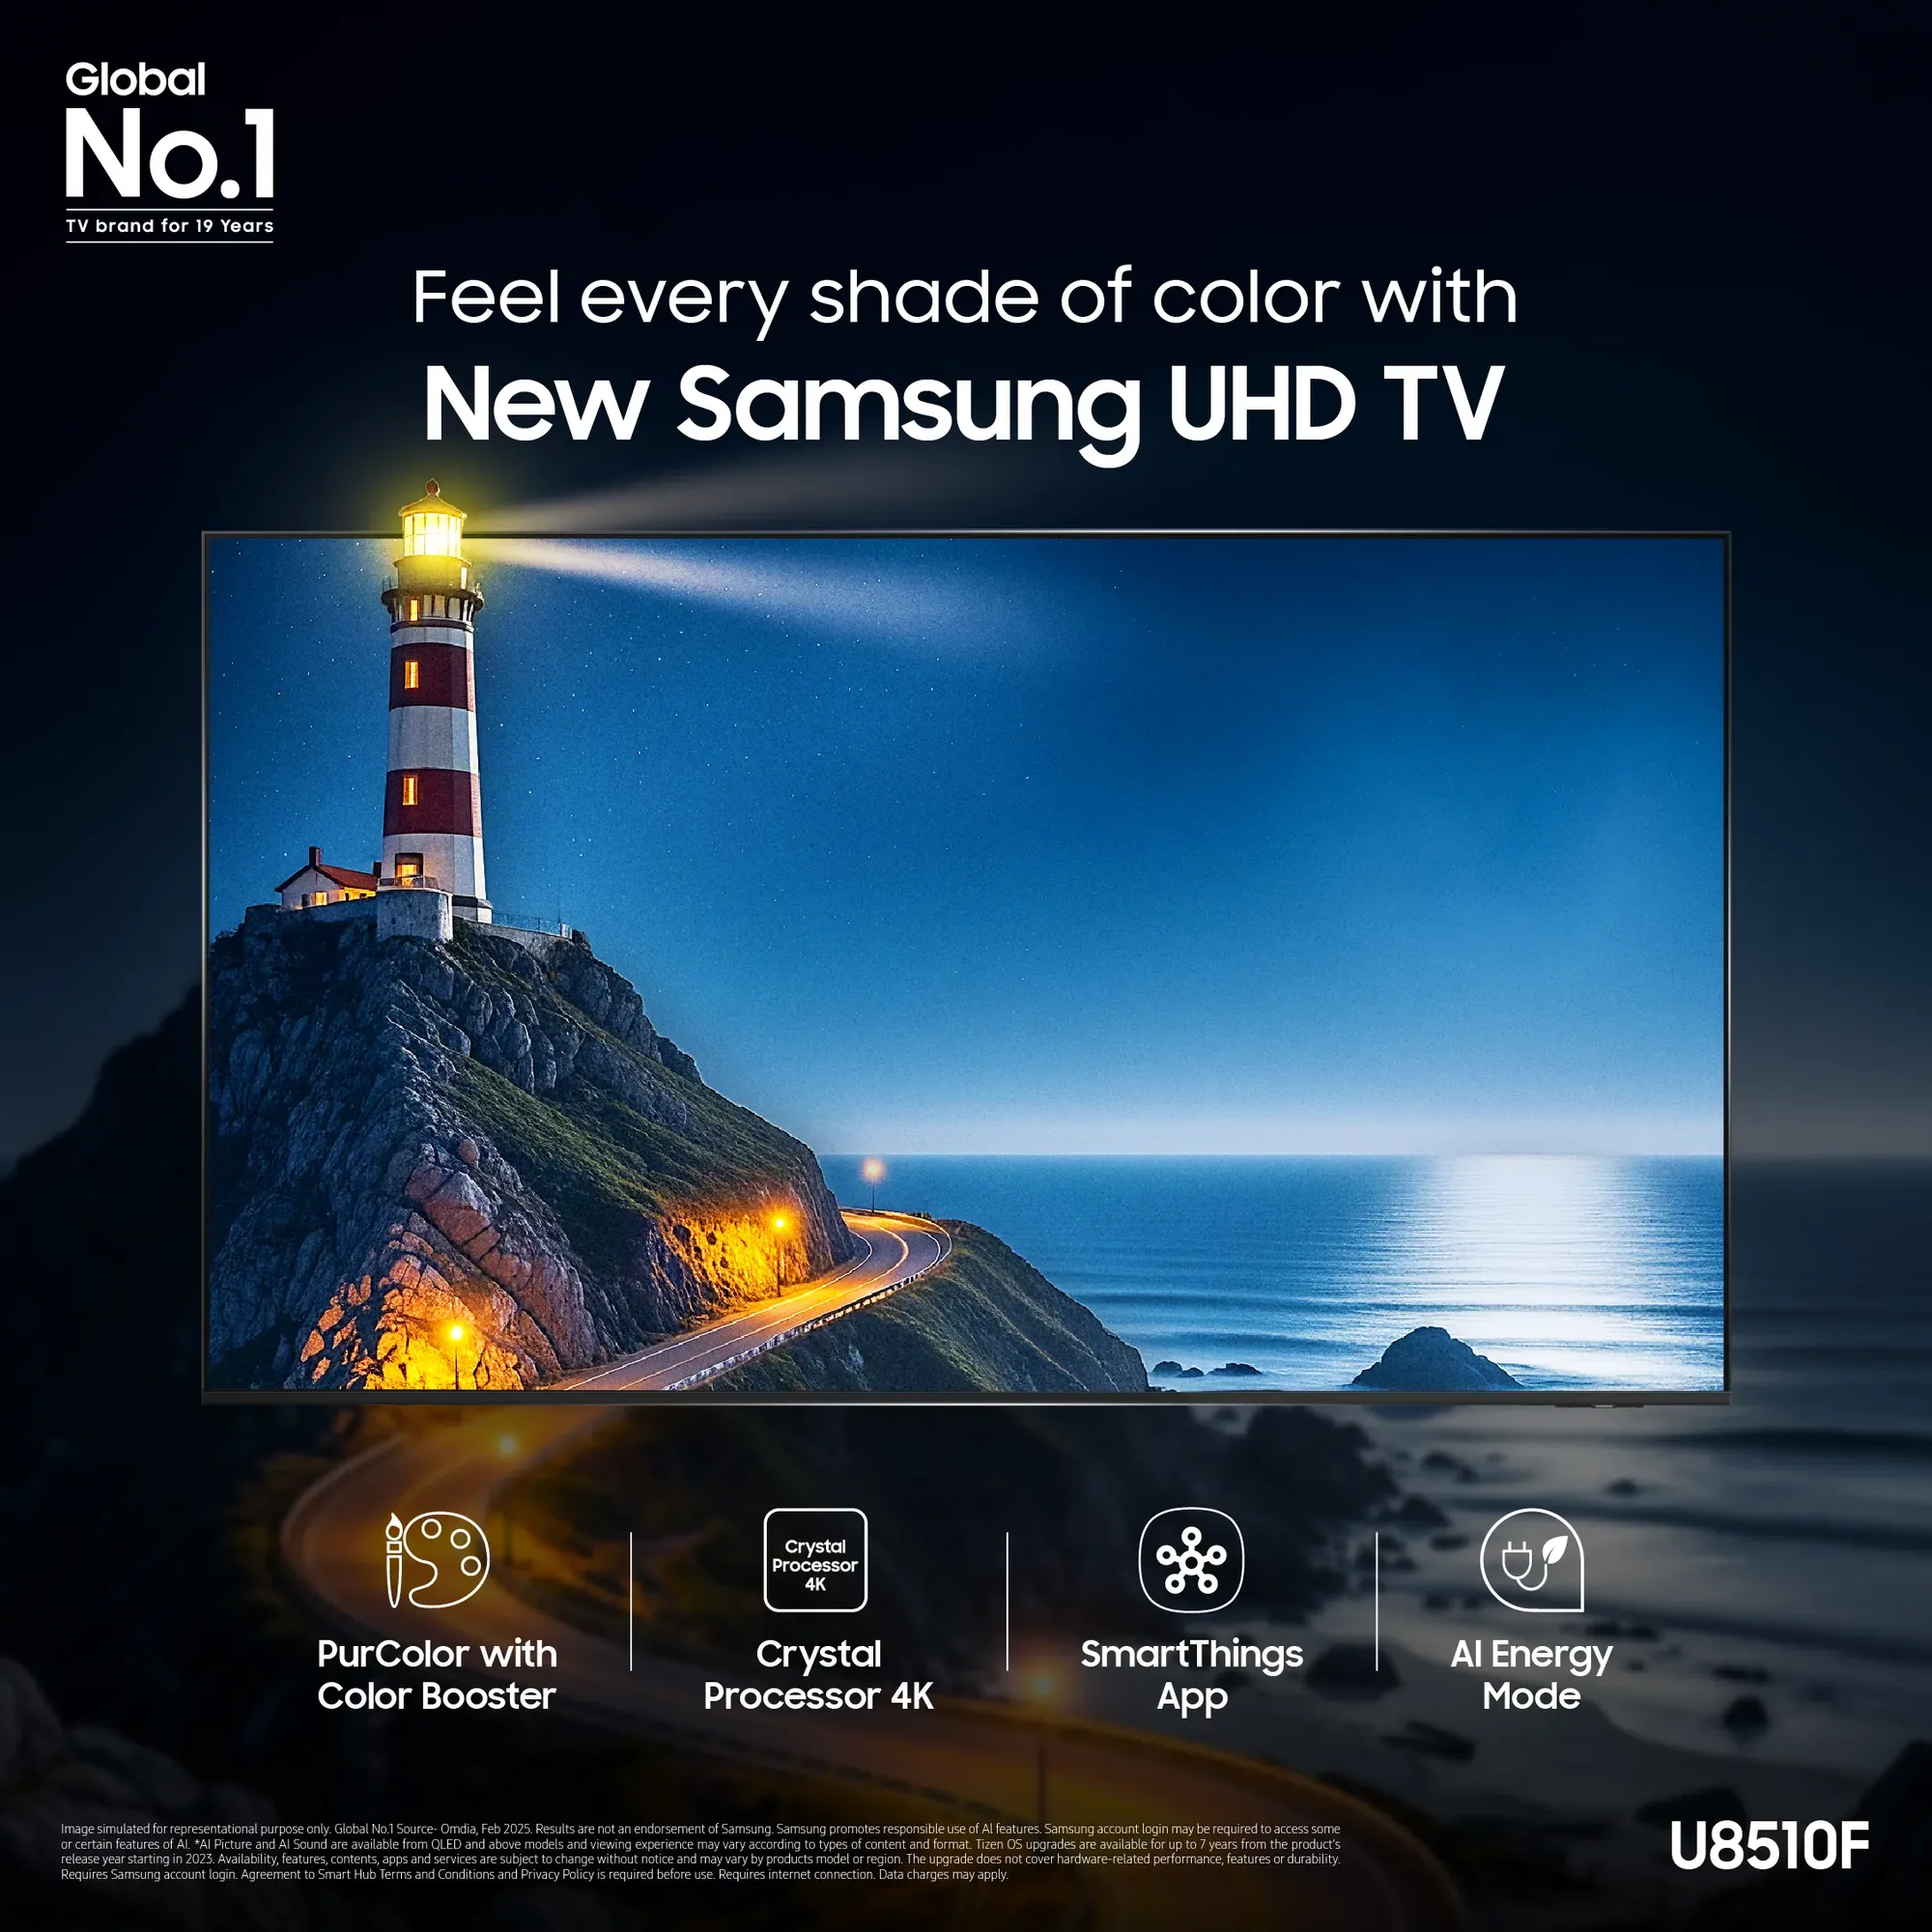 Global
No.1
TV brand for 19 Years
Feel every shade of color with
New Samsung UHD TV
Crystal
Processor
4K
PurColor with
Color Booster
Crystal
Processor 4K
SmartThings
App
AI Energy
Mode
Image simulated for representational purpose only. Global No.1 Source- Omdia, Feb 2025. Results are not an endorsement of Samsung. Samsung promotes responsible use of AI features. Samsung account login may be required to access some
or certain features of AI. *AI Picture and AI Sound are available from QLED and above models and viewing experience may vary according to types of content and format. Tizen OS upgrades are available for up to 7 years from the product's
release year starting in 2023. Availability, features, contents, apps and services are subject to change without notice and may vary by products model or region. The upgrade does not cover hardware-related performance, features or durability.
Requires Samsung account login. Agreement to Smart Hub Terms and Conditions and Privacy Policy is required before use. Requires internet connection. Data charges may apply.
U8510F